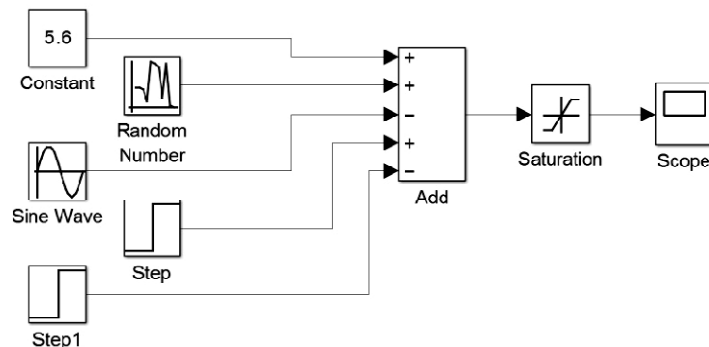 5.6
Constant
Random
Number
Sine Wave
Step
Step1
+
+
−
+
−
Add
Saturation
Scope